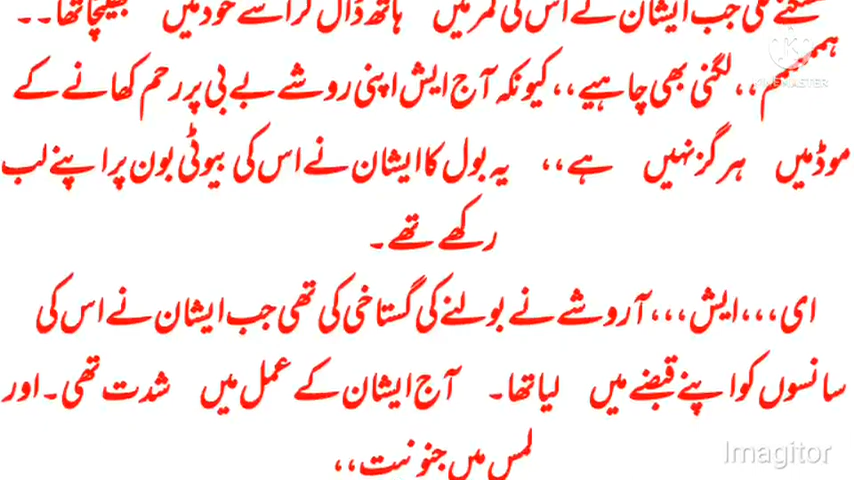 جب ایشان نے اس کی کمر میں ہاتھ ڈال کر اسے خود میں بھینچا تھا۔۔
ہممممم،، لگنی بھی چاہیے،، کیونکہ آج ایش اپنی روشے بے بی پر رحم کھانے کے
موڈ میں ہرگز نہیں ہے،، یہ بول کا ایشان نے اس کی بیوٹی بون پر اپنے لب
رکھے تھے۔
ای،،،ایش،،،آروشے نے بولنے کی گستاخی کی تھی جب ایشان نے اس کی
سانسوں کو اپنے قبضے میں لیا تھا۔ آج ایشان کے عمل میں شدت تھی۔اور
لمس میں جنونیت،،
Imagitor